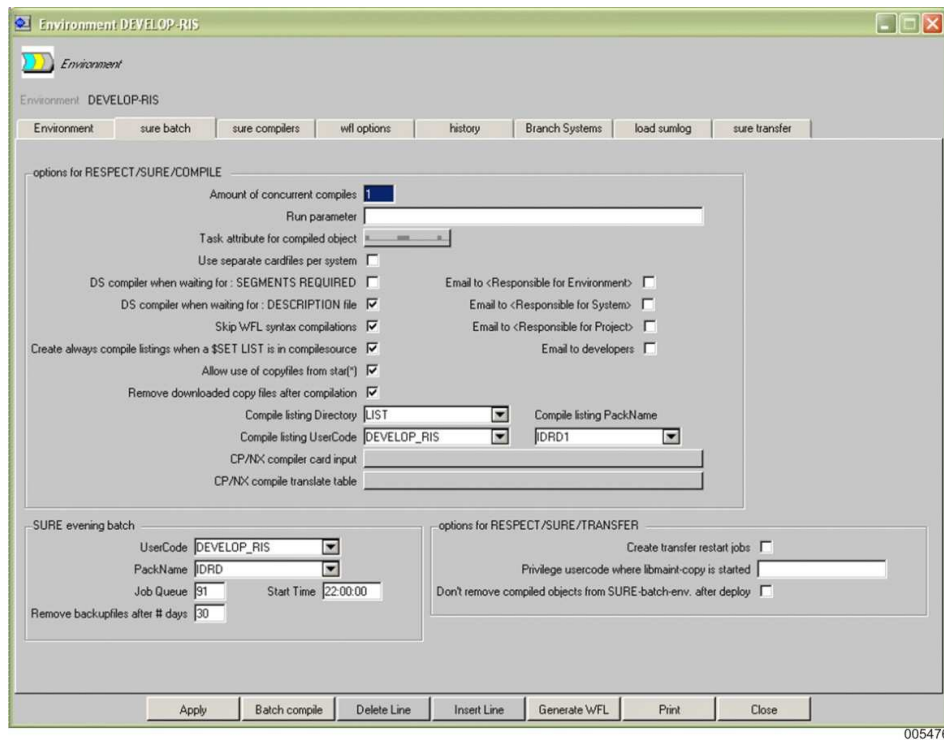 Environment DEVELOP-RIS
Environment
Environment DEVELOP-RIS
Environment sure batch sure compilers wfl options history Branch Systems load sumlog sure transfer
options for RESPECT/SURE/COMPILE
Amount of concurrent compiles 1
Run parameter
Task attribute for compiled object
Use separate cardfiles per system
DS compiler when waiting for : SEGMENTS REQUIRED Email to <Responsible for Environment>
DS compiler when waiting for : DESCRIPTION file Email to <Responsible for System>
Skip WFL syntax compilations Email to <Responsible for Project>
Create always compile listings when a $SET LIST is in compilesource Email to developers
Allow use of copyfiles from star(*)
Remove downloaded copy files after compilation
Compile listing Directory LIST Compile listing PackName
Compile listing UserCode DEVELOP_RIS IDRD1
CP/NX compiler card input
CP/NX compile translate table
SURE evening batch
UserCode DEVELOP_RIS
PackName IDRD
Job Queue 91 Start Time 22:00:00
Remove backupfiles after # days 30
options for RESPECT/SURE/TRANSFER
Create transfer restart jobs
Privilege usercode where libmaint-copy is started
Don't remove compiled objects from SURE-batch-env. after deploy
Apply Batch compile Delete Line Insert Line Generate WFL Print Close
005476